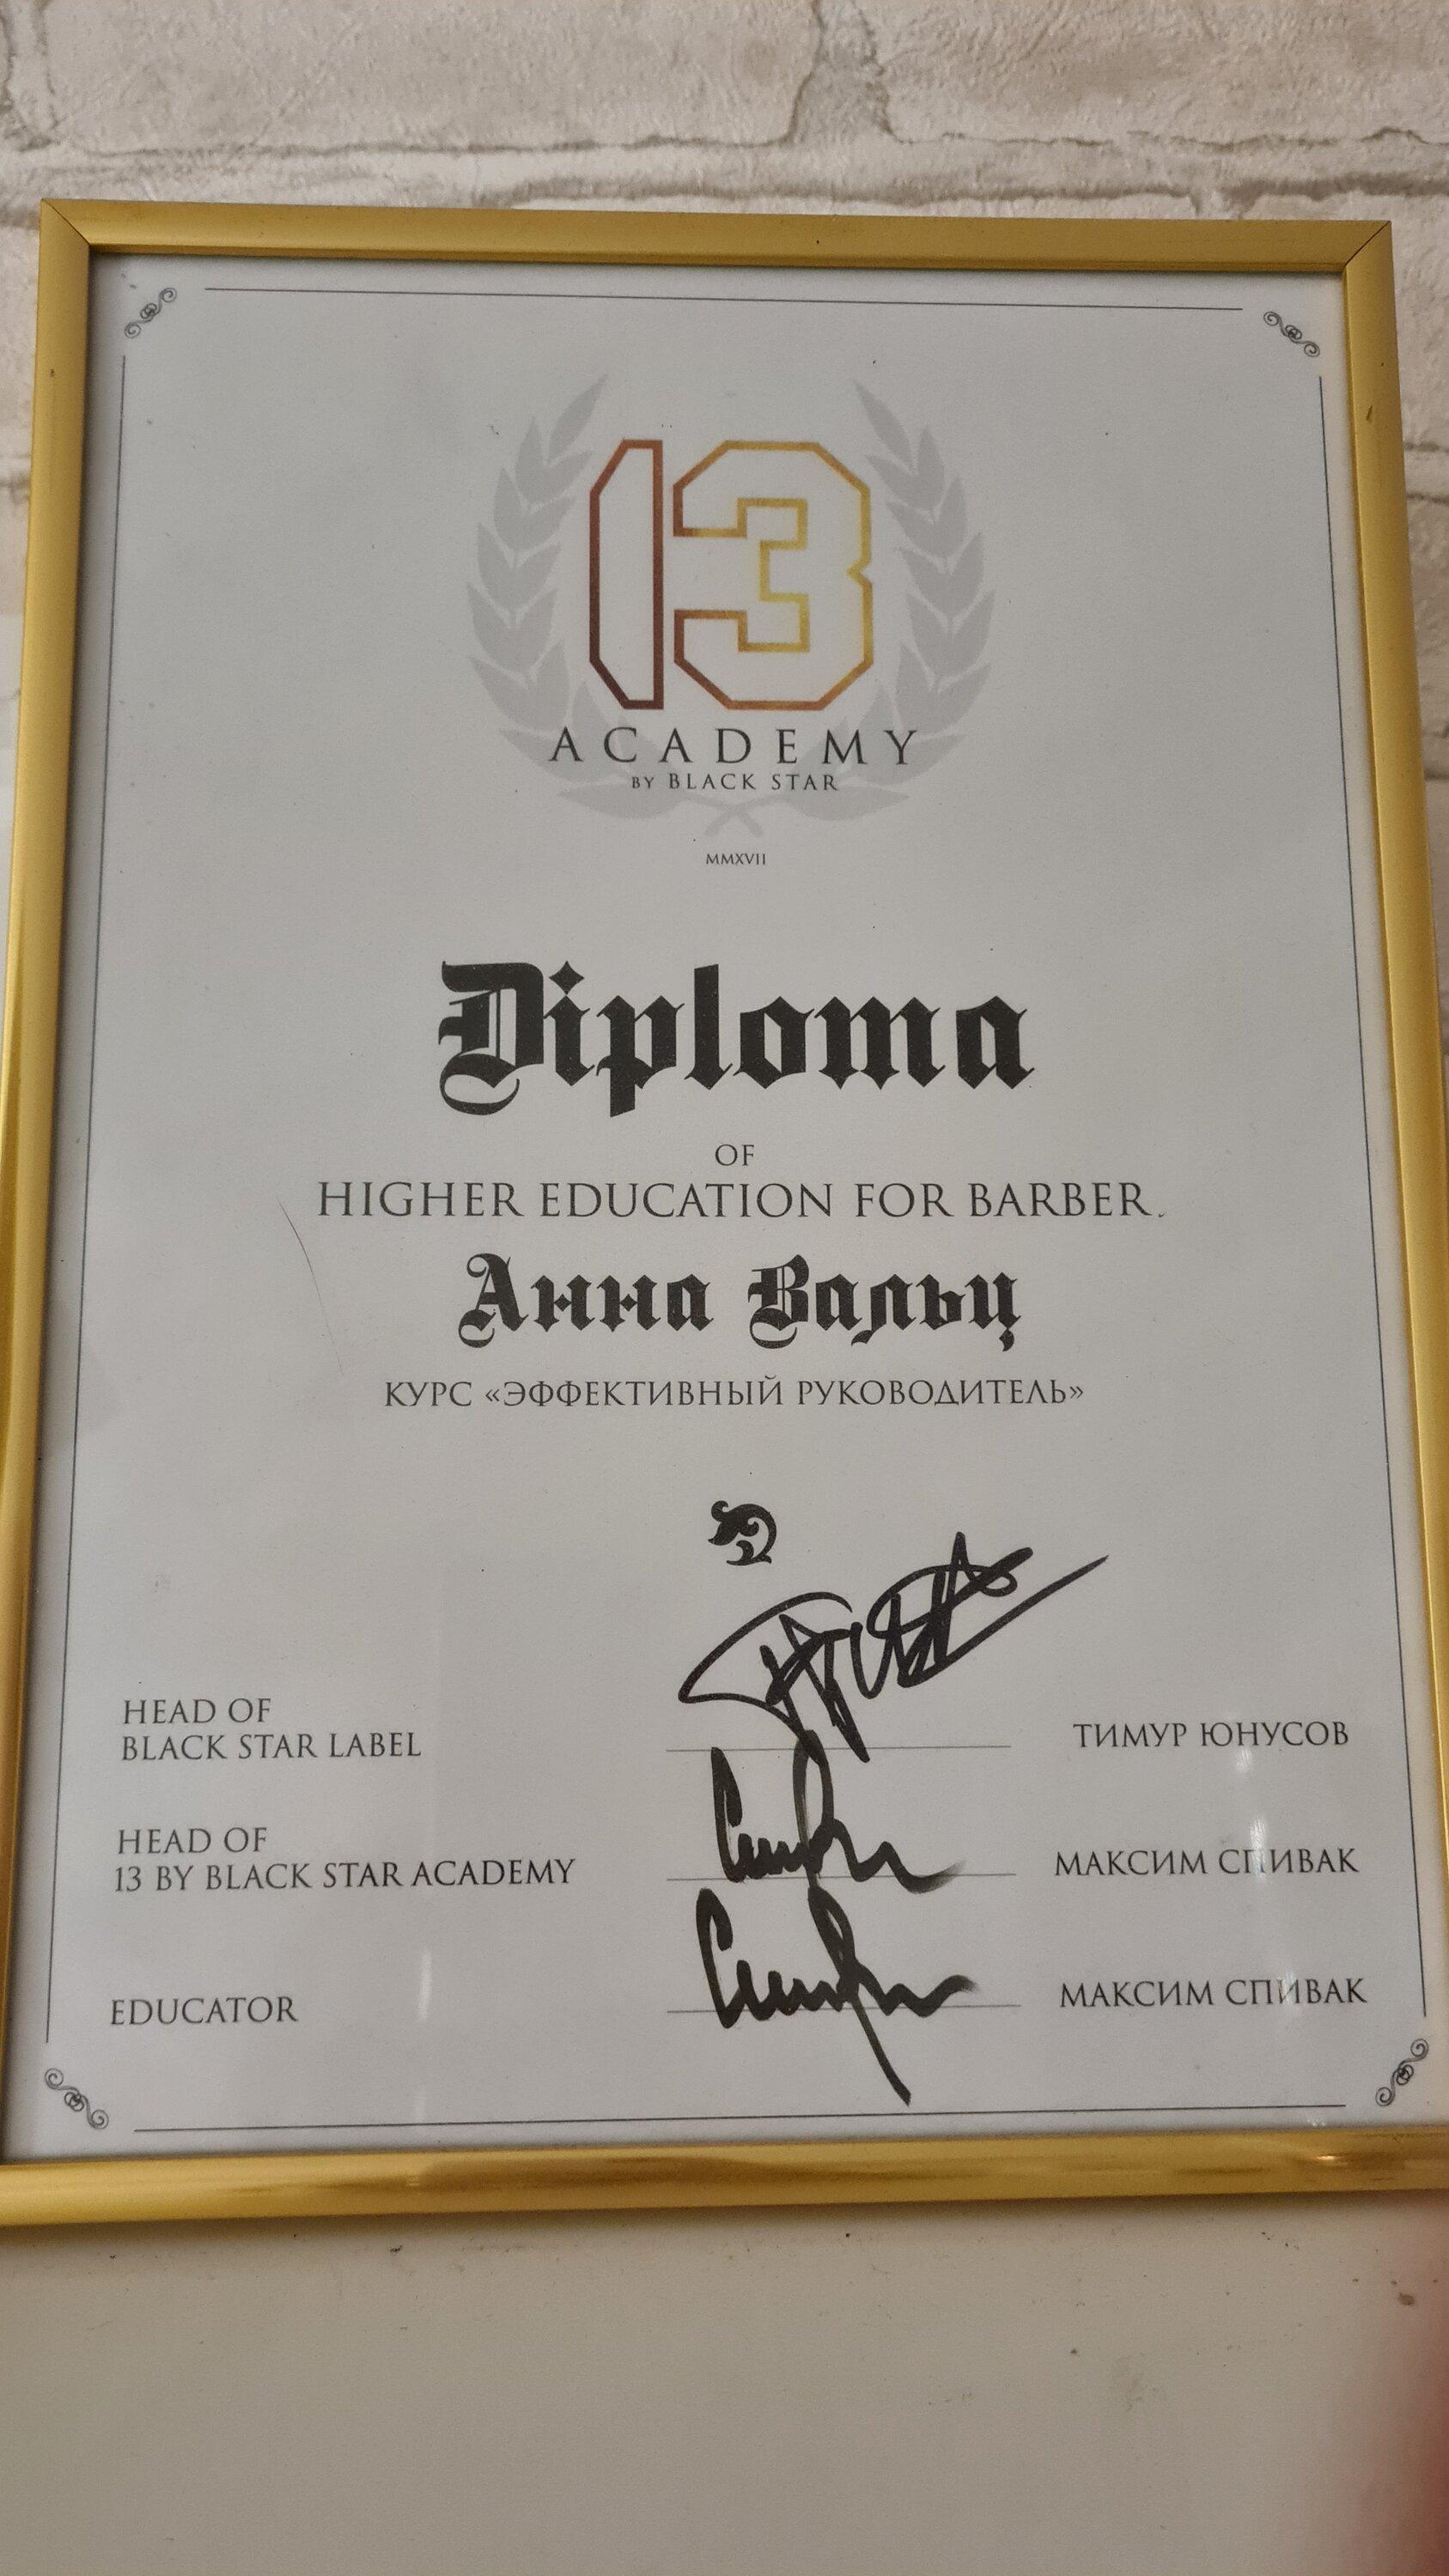 13
ACADEMY
BY BLACK STAR
MMXVII
Diploma
OF
HIGHER EDUCATION FOR BARBER.
Анна Вальц
КУРС «ЭФФЕКТИВНЫЙ РУКОВОДИТЕЛЬ»
HEAD OF
BLACK STAR LABEL
ТИМУР ЮНУСОВ
HEAD OF
13 BY BLACK STAR ACADEMY
МАКСИМ СПИВАК
EDUCATOR
МАКСИМ СПИВАК